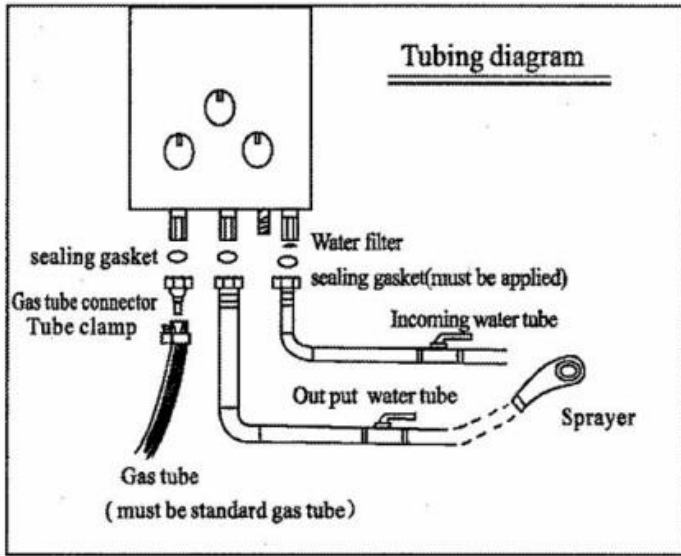 Tubing diagram
Water filter
sealing gasket
sealing gasket(must be applied)
Gas tube connector
Tube clamp
Incoming water tube
Out put water tube
Sprayer
Gas tube
( must be standard gas tube)